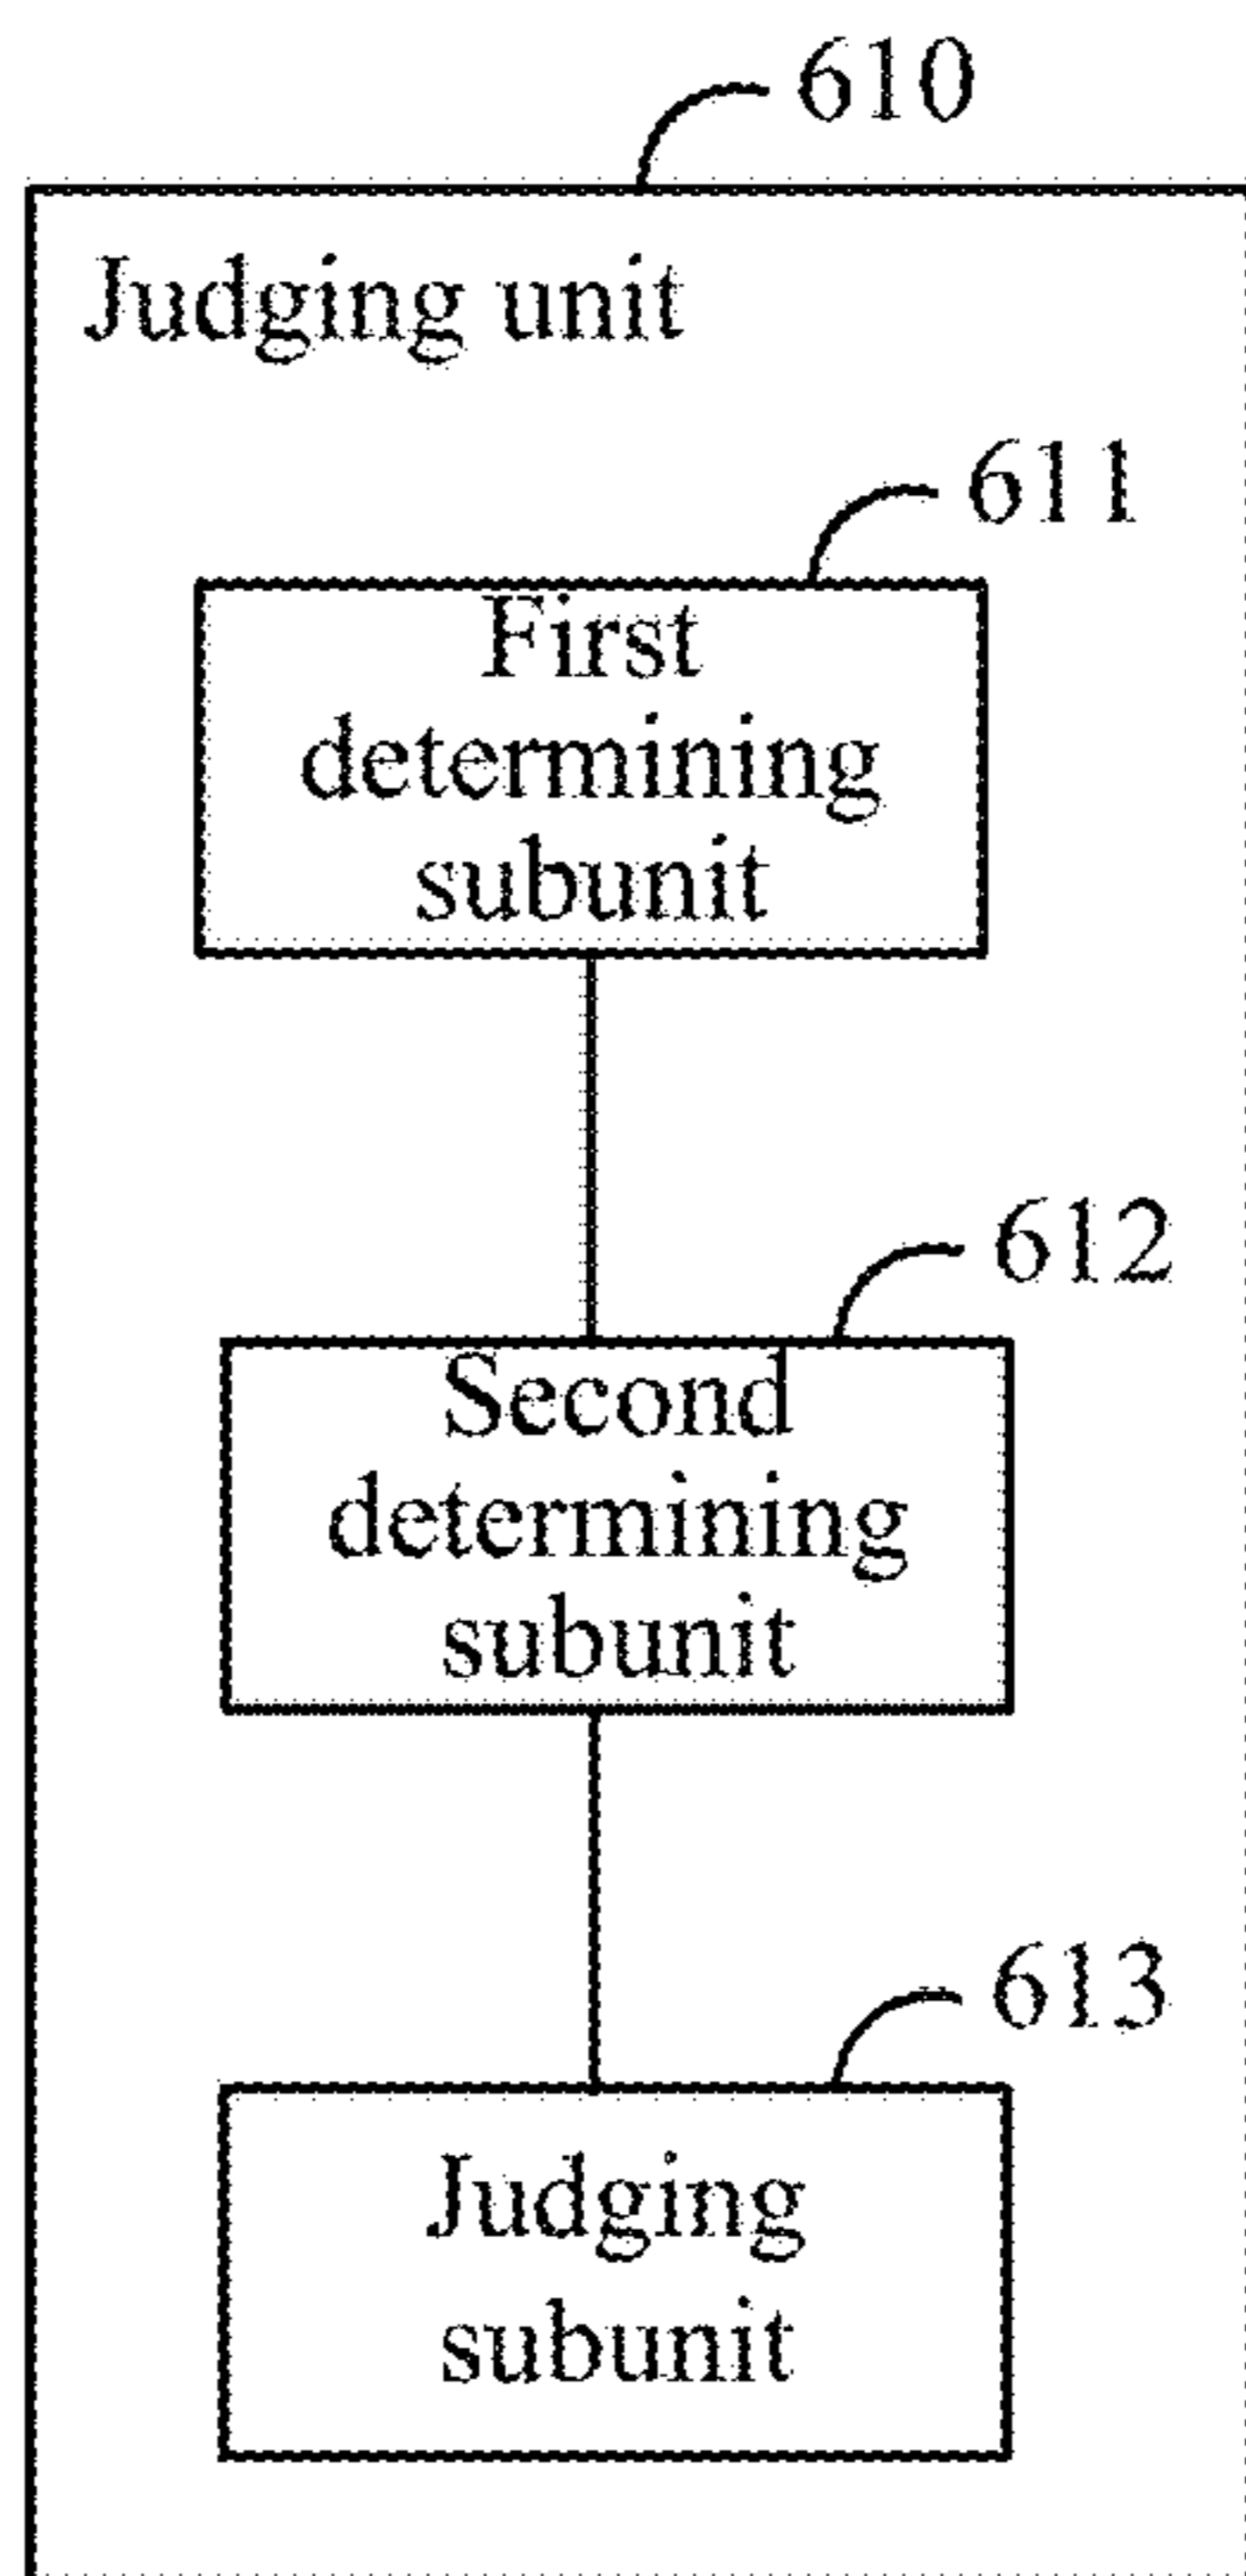 610
Judging unit
611
First
determining
subunit
612
Second
determining
subunit
613
Judging
subunit